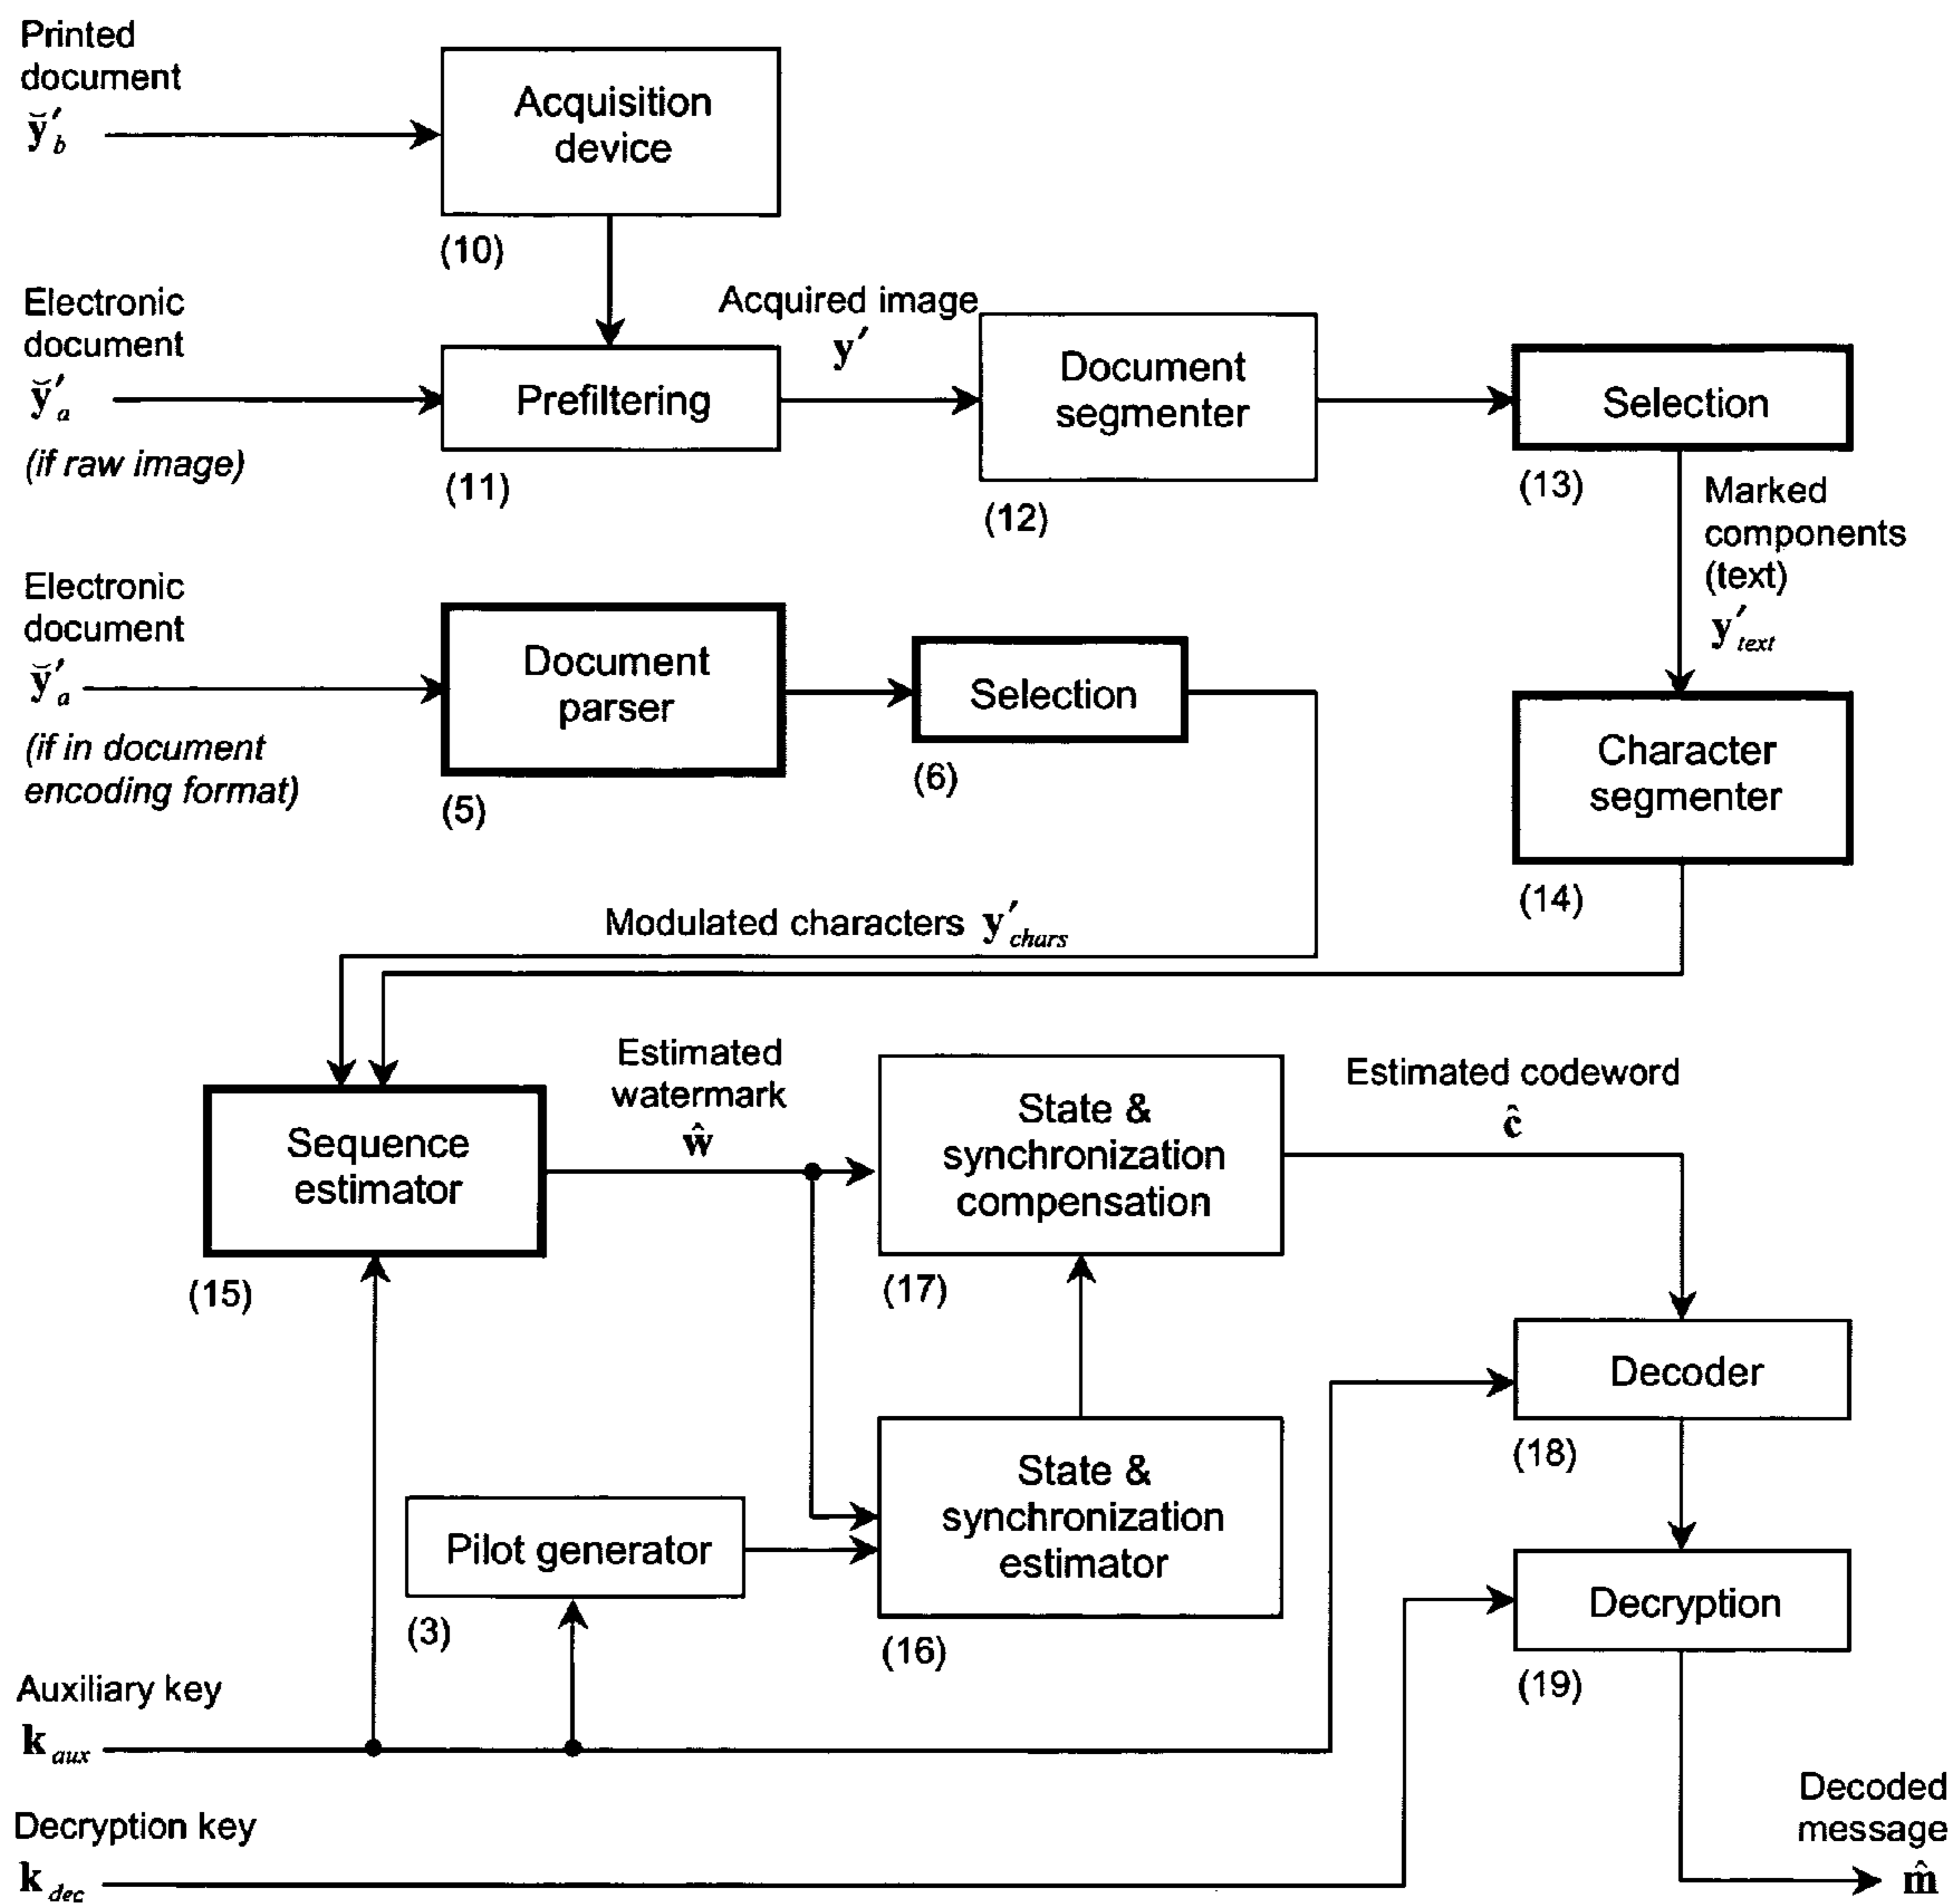 Printed
document
y̆′b
Acquisition
device
(10)
Electronic
document
y̆′a
(if raw image)
Prefiltering
(11)
Acquired image
y′
Document
segmenter
(12)
Selection
(13)
Marked
components
(text)
y′text
Electronic
document
y̆′a
(if in document
encoding format)
Document
parser
(5)
Selection
(6)
Character
segmenter
(14)
Modulated characters y′chars
Sequence
estimator
(15)
Estimated
watermark
ŵ
State &
synchronization
compensation
(17)
Estimated codeword
ĉ
Decoder
(18)
Pilot generator
(3)
State &
synchronization
estimator
(16)
Decryption
(19)
Auxiliary key
k aux
Decryption key
k dec
Decoded
message
m̂